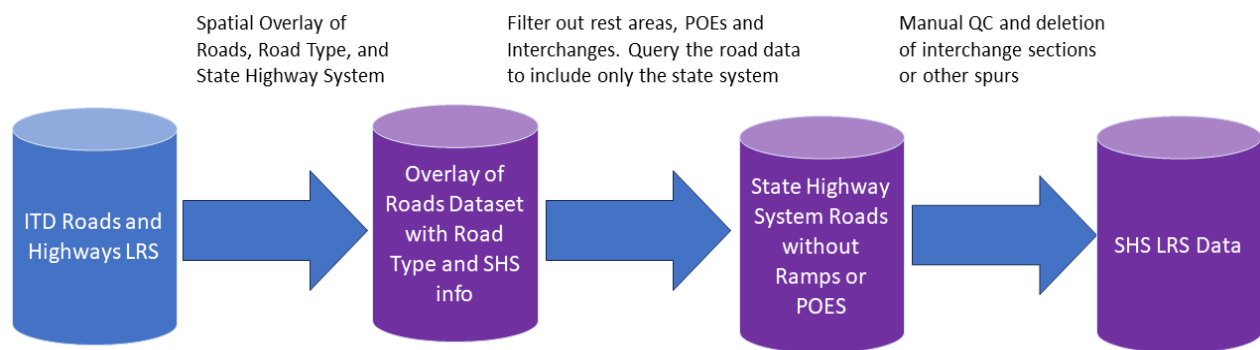 Spatial Overlay of
Roads, Road Type, and
State Highway System
Filter out rest areas, POEs and
Interchanges. Query the road data
to include only the state system
Manual QC and deletion
of interchange sections
or other spurs
ITD Roads and
Highways LRS
Overlay of
Roads Dataset
with Road
Type and SHS
info
State Highway
System Roads
without
Ramps or
POES
SHS LRS Data